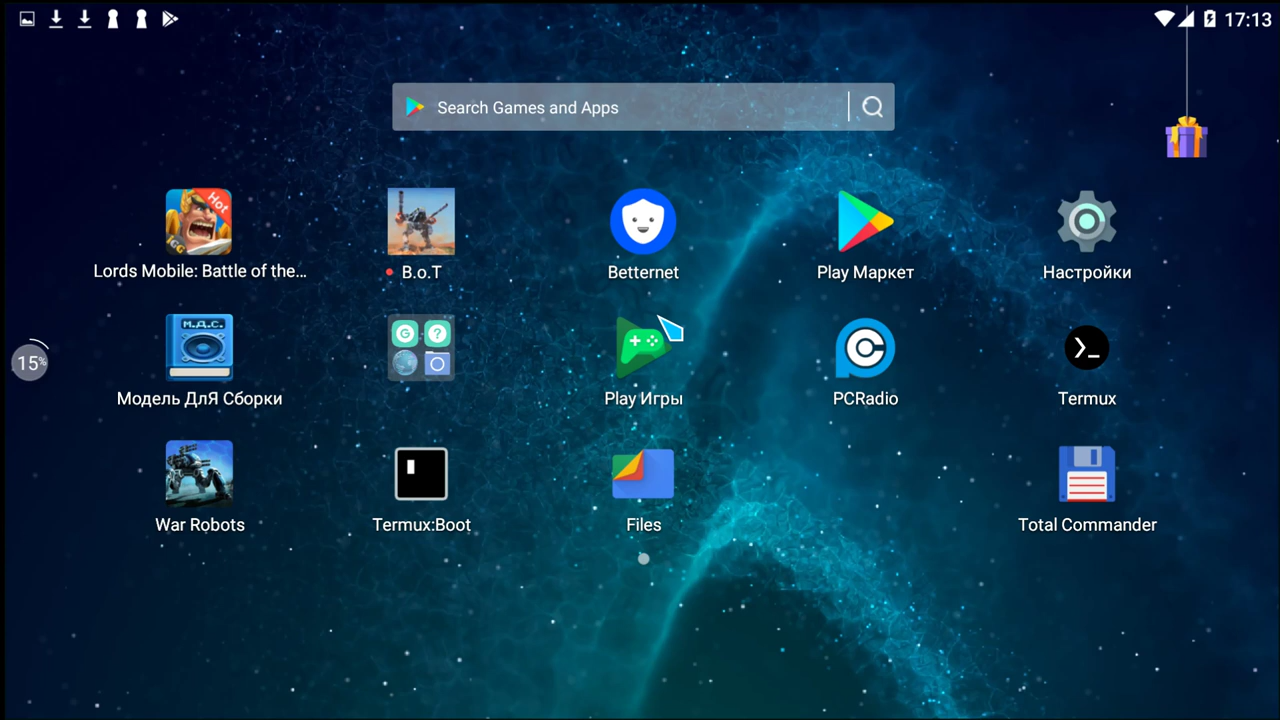 17:13
Search Games and Apps
Hot
IGG
Lords Mobile: Battle of the...
B.o.T
Betternet
Play Маркет
Настройки
15%
М.Д.С.
Модель ДлЯ Сборки
G ?
Play Игры
PCRadio
Termux
War Robots
Termux:Boot
Files
Total Commander